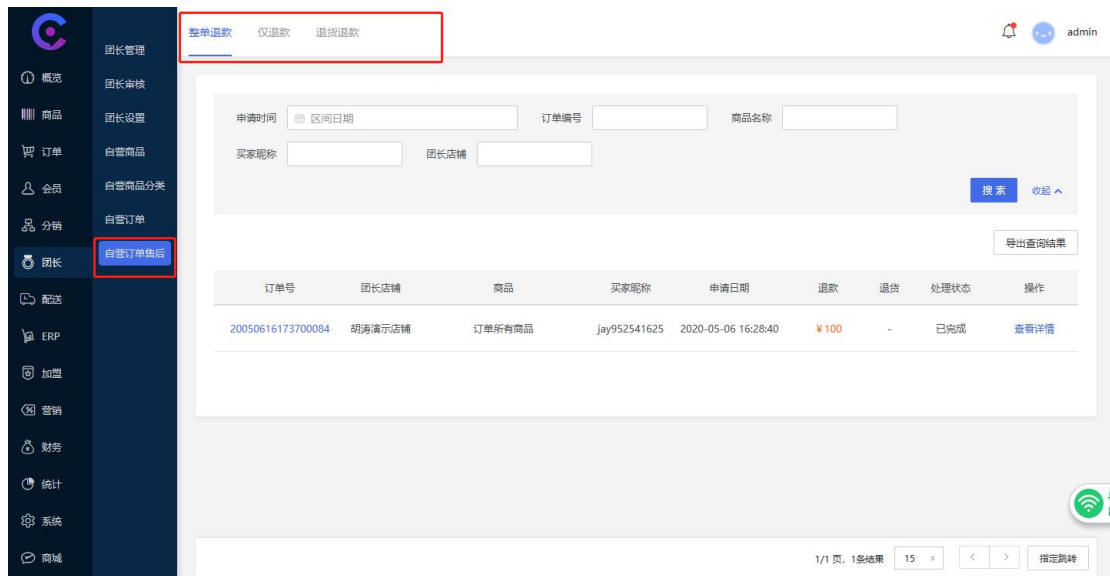 整单退款 仅退款 退货退款
admin
概览
商品
订单
会员
分销
团长
配送
ERP
加盟
营销
财务
统计
系统
商城
团长管理
团长审核
团长设置
自营商品
自营商品分类
自营订单
自营订单售后
申请时间 区间日期 订单编号 商品名称
买家昵称 团长店铺
搜索 收起
导出查询结果
订单号 团长店铺 商品 买家昵称 申请日期 退款 退货 处理状态 操作
20050616173700084 胡涛演示店铺 订单所有商品 jay952541625 2020-05-06 16:28:40 ¥100 - 已完成 查看详情
1/1 页, 1条结果 15 < > 指定跳转